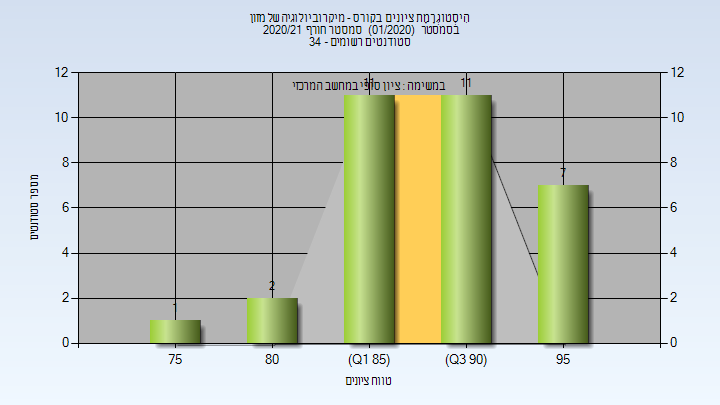 היסטוגרמת ציונים בקורס - מיקרוביולוגיה של מזון
בסמסטר (01/2020) סמסטר חורף 2020/21
סטודנטים רשומים - 34
במשימה : ציון סופי במחשב המרכזי
12 12
10 10
8 8
6 6
4 4
2 2
0 0
1 2 11 11 7
75 80 (Q1 85) (Q3 90) 95
מספר סטודנטים
טווח ציונים